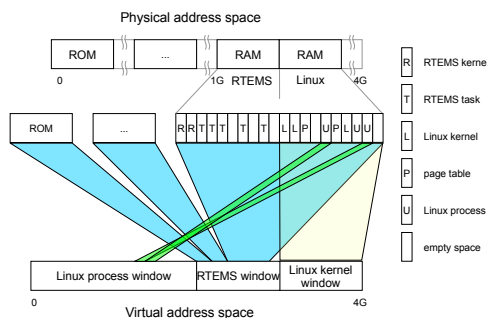 Physical address space
ROM ... RAM RAM
0 1G RTEMS Linux 4G
R RTEMS kerne
T RTEMS task
L Linux kernel
P page table
U Linux process
empty space
ROM ... R R T T T T T L L P U P L U U
Linux process window RTEMS window Linux kernel
window
0 4G
Virtual address space